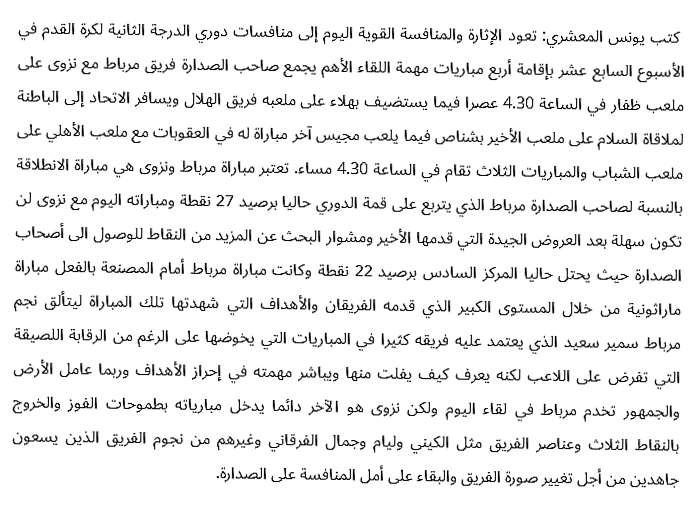 كتب يونس المعشري: تعود الإثارة والمنافسة القوية اليوم إلى منافسات دوري الدرجة الثانية لكرة القدم في
الأسبوع السابع عشر بإقامة أربع مباريات مهمة اللقاء الأهم يجمع صاحب الصدارة فريق مرباط مع نزوى على
ملعب ظفار في الساعة 4.30 عصرا فيما يستضيف بهلاء على ملعبه فريق الهلال ويسافر الاتحاد إلى الباطنة
لملاقاة السلام على ملعب الأخير بشناص فيما يلعب مجيس آخر مباراة له في العقوبات مع ملعب الأهلي على
ملعب الشباب والمباريات الثلاث تقام في الساعة 4.30 مساء. تعتبر مباراة مرباط ونزوى هي مباراة الانطلاقة
بالنسبة لصاحب الصدارة مرباط الذي يتربع على قمة الدوري حاليا برصيد 27 نقطة ومباراته اليوم مع نزوى لن
تكون سهلة بعد العروض الجيدة التي قدمها الأخير ومشوار البحث عن المزيد من النقاط للوصول الى أصحاب
الصدارة حيث يحتل حاليا المركز السادس برصيد 22 نقطة وكانت مباراة مرباط أمام المصنعة بالفعل مباراة
ماراثونية من خلال المستوى الكبير الذي قدمه الفريقان والأهداف التي شهدتها تلك المباراة ليتألق نجم
مرباط سمير سعيد الذي يعتمد عليه فريقه كثيرا في المباريات التي يخوضها على الرغم من الرقابة اللصيقة
التي تفرض على اللاعب لكنه يعرف كيف يفلت منها ويباشر مهمته في إحراز الأهداف وربما عامل الأرض
والجمهور تخدم مرباط في لقاء اليوم ولكن نزوى هو الآخر دائما يدخل مبارياته بطموحات الفوز والخروج
بالنقاط الثلاث وعناصر الفريق مثل الكيني وليام وجمال الفرقاني وغيرهم من نجوم الفريق الذين يسعون
جاهدين من أجل تغيير صورة الفريق والبقاء على أمل المنافسة على الصدارة.